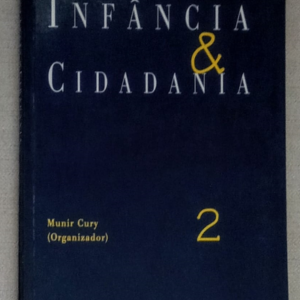 INFÂNCIA
&
CIDADANIA
Munir Cury
(Organizador)
2